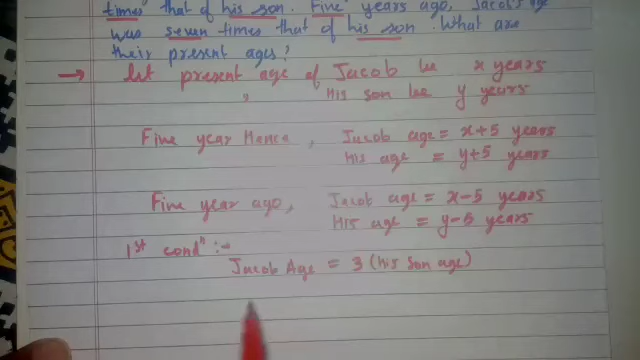 times that of his son. Five years ago, Jacob's age
was seven times that of his son. What are
their present ages?
→ let present age of Jacob be x years
" His son be y years
Five year Hence, Jacob age = x+5 years
His age = y+5 years
Five year ago, Jacob age = x-5 years
His age = y-5 years
1st condⁿ :-
Jacob Age = 3 (His son age)